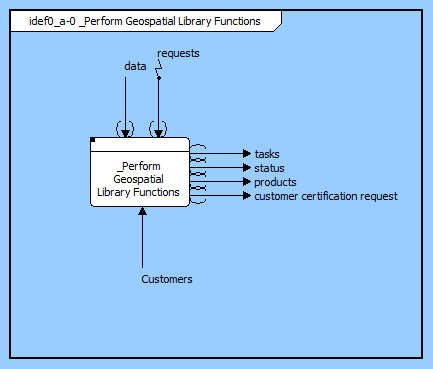 idef0_a-0 _Perform Geospatial Library Functions
requests
data
_Perform
Geospatial
Library Functions
tasks
status
products
customer certification request
Customers